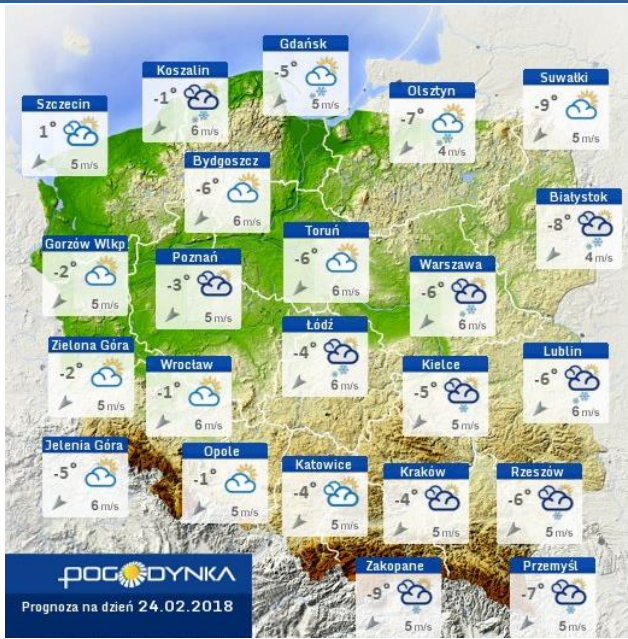 Gdańsk
-5°
5 m/s
Koszalin
-1°
6 m/s
Olsztyn
-7°
4 m/s
Suwałki
-9°
5 m/s
Szczecin
1°
5 m/s
Bydgoszcz
-6°
6 m/s
Białystok
-8°
4 m/s
Gorzów Wlkp
-2°
5 m/s
Poznań
-3°
5 m/s
Toruń
-6°
6 m/s
Warszawa
-6°
6 m/s
Zielona Góra
-2°
5 m/s
Wrocław
-1°
6 m/s
Łódź
-4°
6 m/s
Kielce
-5°
5 m/s
Lublin
-6°
6 m/s
Jelenia Góra
-5°
6 m/s
Opole
-1°
5 m/s
Katowice
-4°
5 m/s
Kraków
-4°
5 m/s
Rzeszów
-6°
5 m/s
Zakopane
-9°
5 m/s
Przemyśl
-7°
5 m/s
POGODYNKA
Prognoza na dzień 24.02.2018